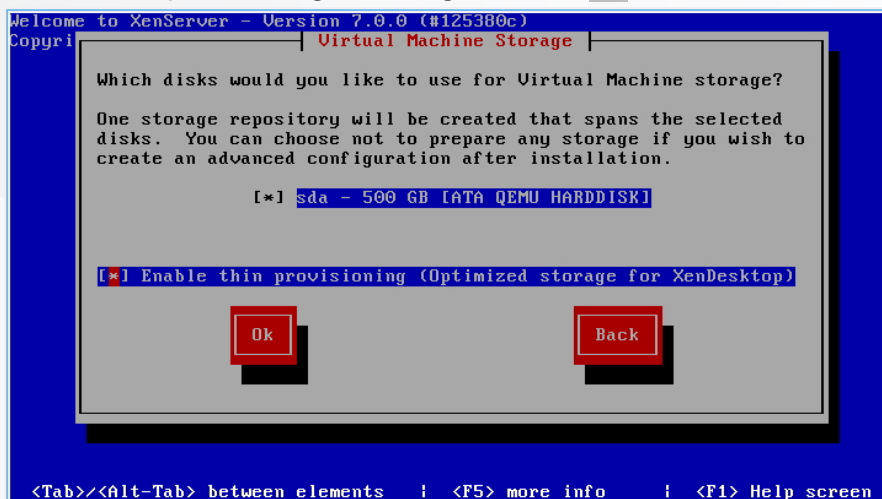 Welcome to XenServer - Version 7.0.0 (#125380c)
Copyri
Virtual Machine Storage
Which disks would you like to use for Virtual Machine storage?
One storage repository will be created that spans the selected
disks.  You can choose not to prepare any storage if you wish to
create an advanced configuration after installation.
[*] sda - 500 GB [ATA QEMU HARDDISK]
[*] Enable thin provisioning (Optimized storage for XenDesktop)
Ok Back
<Tab>/<Alt-Tab> between elements | <F5> more info | <F1> Help screen